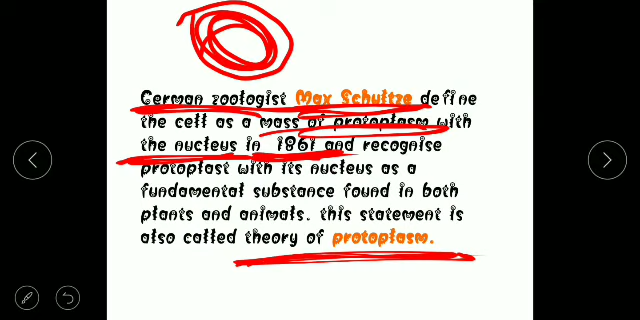 German zoologist Max Schultze define
the cell as a mass of protoplasm with
the nucleus in 1861 and recognise
protoplast with its nucleus as a
fundamental substance found in both
plants and animals. this statement is
also called theory of protoplasm.